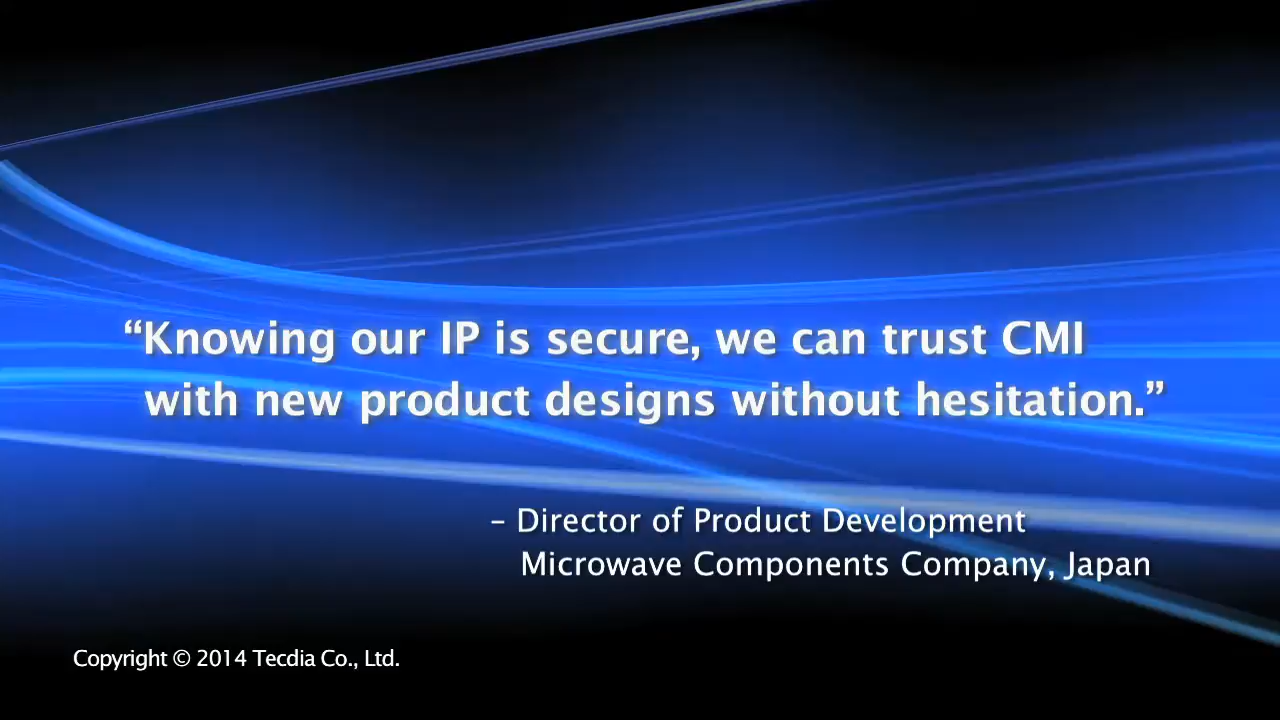 “Knowing our IP is secure, we can trust CMI
with new product designs without hesitation.”
– Director of Product Development
Microwave Components Company, Japan
Copyright © 2014 Tecdia Co., Ltd.